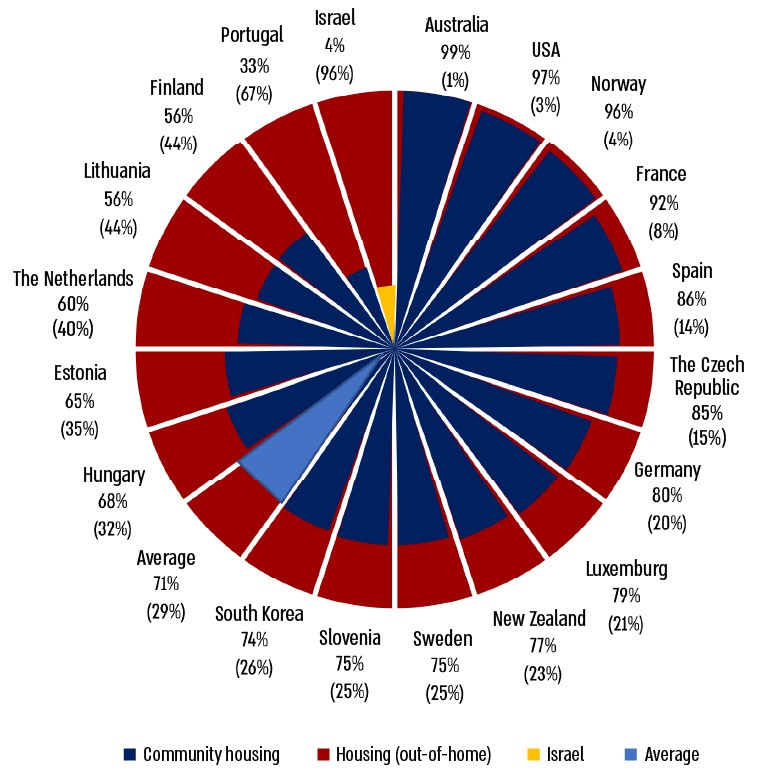 Israel
4%
(96%)
Australia
99%
(1%)
USA
97%
(3%)
Norway
96%
(4%)
France
92%
(8%)
Spain
86%
(14%)
The Czech
Republic
85%
(15%)
Germany
80%
(20%)
Luxemburg
79%
(21%)
New Zealand
77%
(23%)
Sweden
75%
(25%)
Slovenia
75%
(25%)
South Korea
74%
(26%)
Average
71%
(29%)
Hungary
68%
(32%)
Estonia
65%
(35%)
The Netherlands
60%
(40%)
Lithuania
56%
(44%)
Finland
56%
(44%)
Portugal
33%
(67%)
Community housing
Housing (out-of-home)
Israel
Average